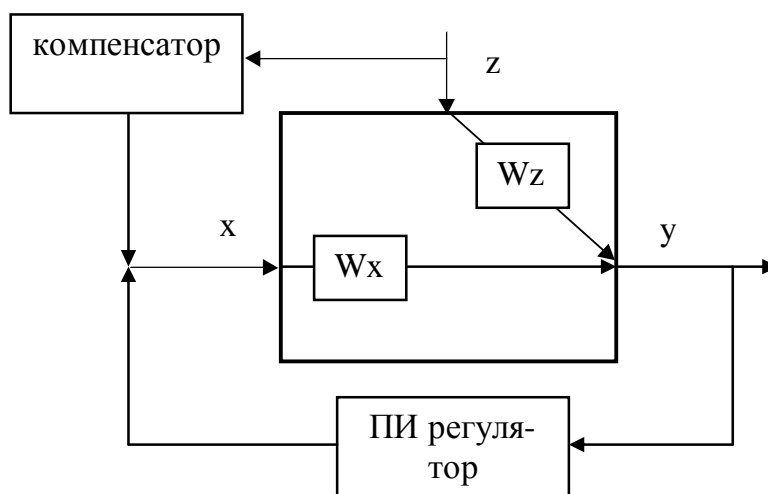 компенсатор
z
Wz
x
y
Wx
ПИ регуля-
тор